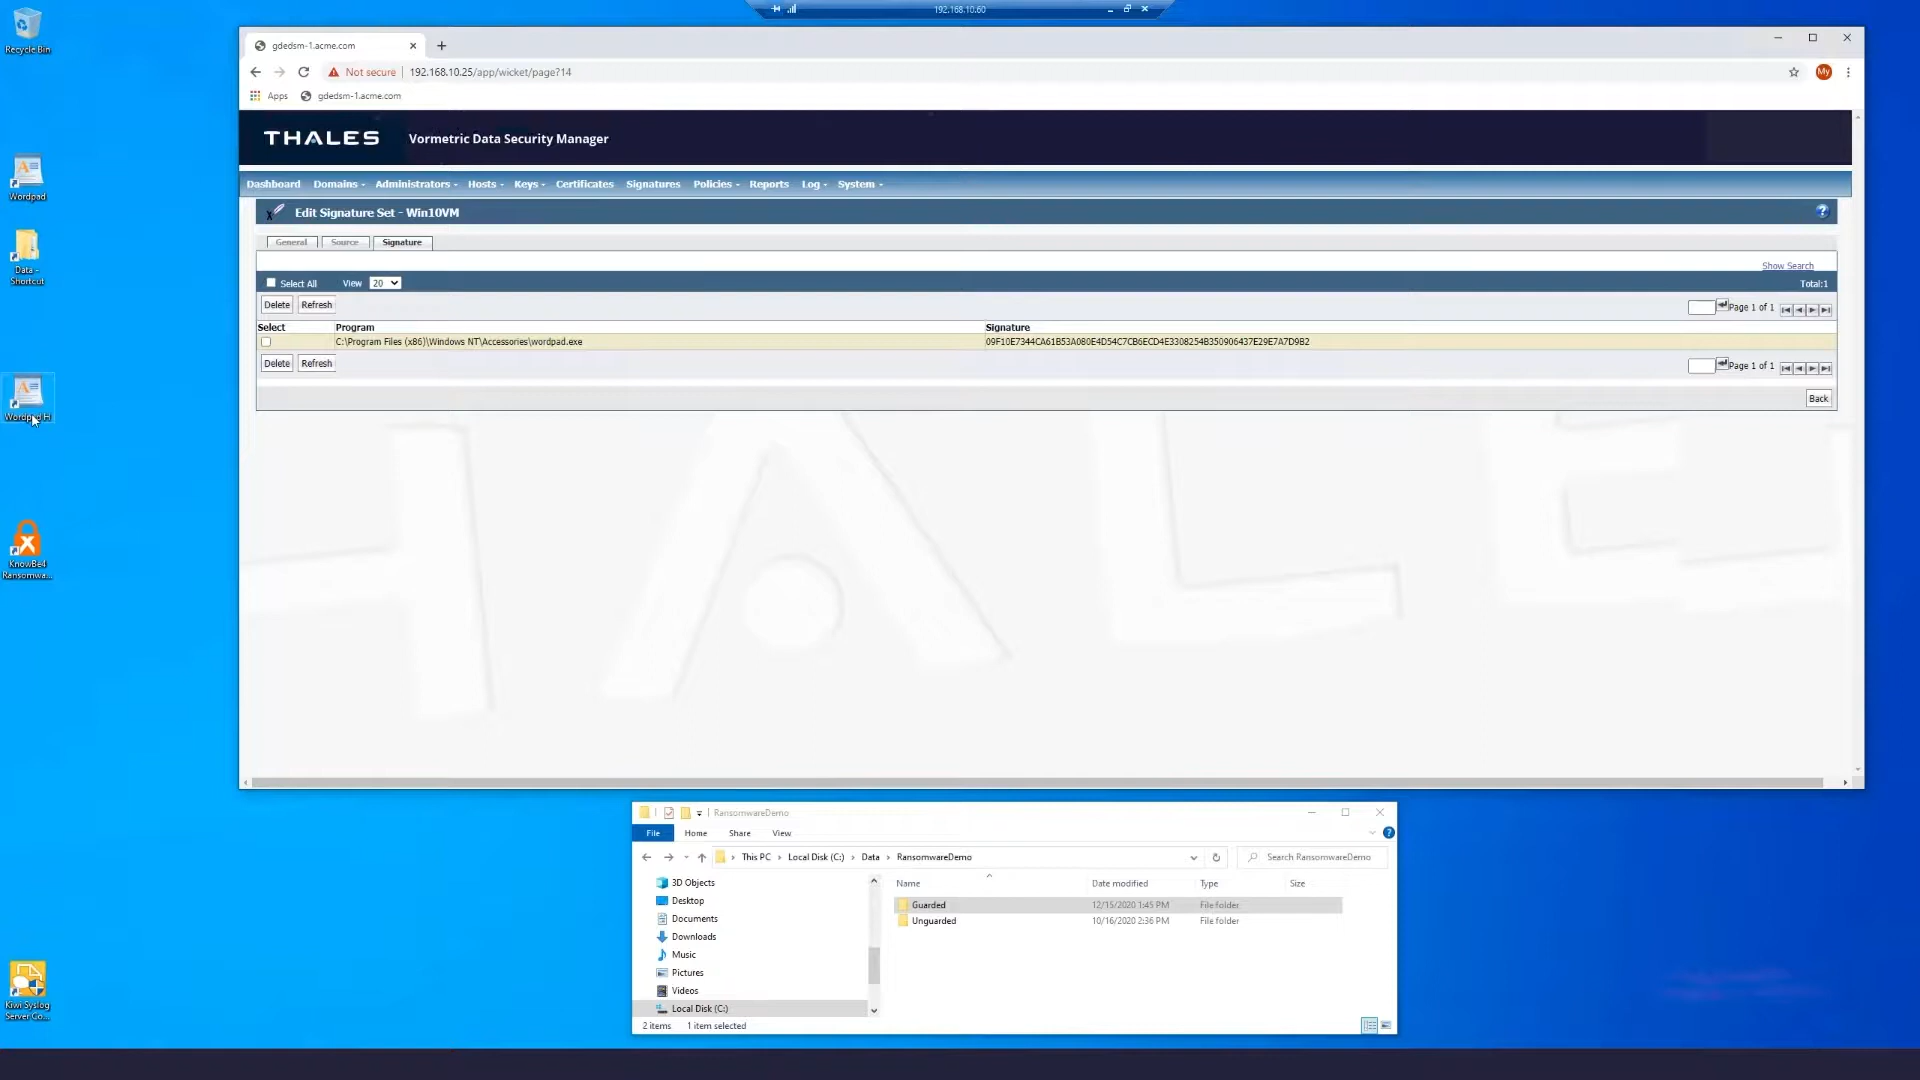 192.168.10.60
Recycle Bin
gdedsm-1.acme.com
Not secure
192.168.10.25/app/wicket/page?14
My
Apps
gdedsm-1.acme.com
THALES
Vormetric Data Security Manager
Wordpad
Dashboard Domains Administrators Hosts Keys Certificates Signatures Policies Reports Log System
Edit Signature Set - Win10VM
General Source Signature
Data -
Shortcut
Show Search
Select All View 20 Total:1
Delete Refresh Page 1 of 1
Select Program Signature
C:\Program Files (x86)\Windows NT\Accessories\wordpad.exe 09F10E7344CA61B53A080E4D54C7CB6ECD4E3308254B350906437E29E7A7D9B2
Delete Refresh Page 1 of 1
Back
KnowBe4
Ransomwa...
RansomwareDemo
File Home Share View
This PC Local Disk (C:) Data RansomwareDemo Search RansomwareDemo
3D Objects
Desktop
Documents
Downloads
Music
Pictures
Videos
Local Disk (C:)
Name Date modified Type Size
Guarded 12/15/2020 1:45 PM File folder
Unguarded 10/16/2020 2:36 PM File folder
2 items 1 item selected
Kiwi Syslog
Server Co...